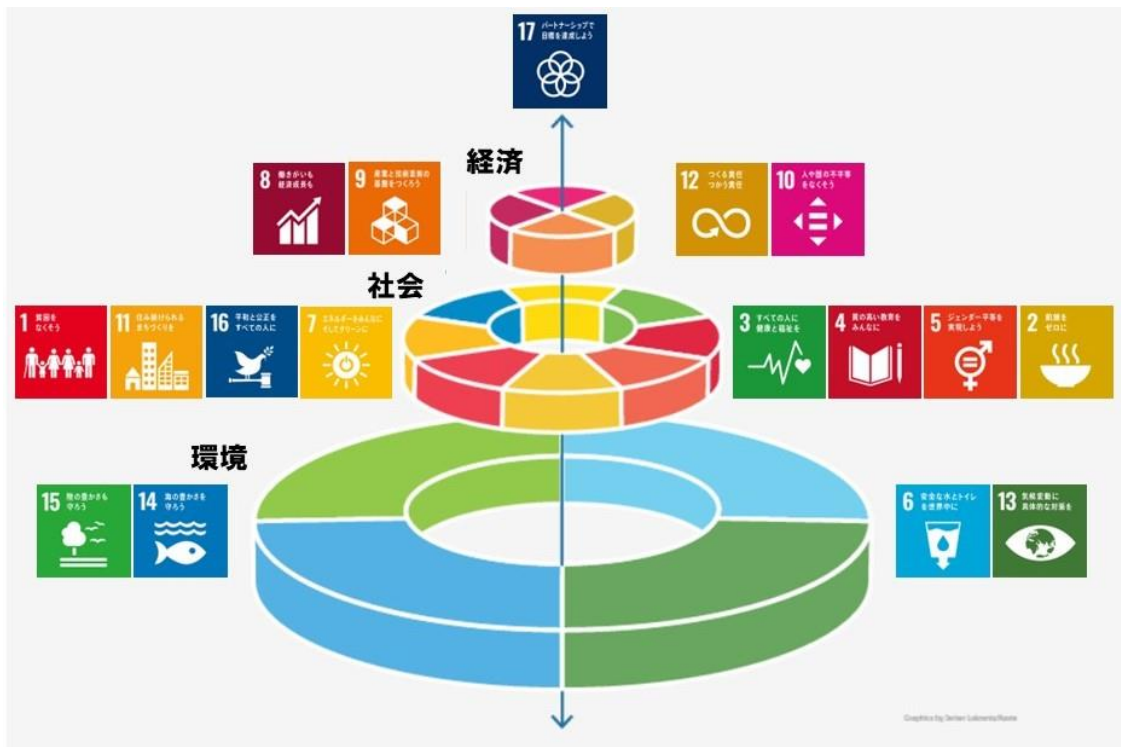 17 パートナーシップで
目標を達成しよう
経済
8 働きがいも
経済成長も
9 産業と技術革新の
基盤をつくろう
12 つくる責任
つかう責任
10 人や国の不平等
をなくそう
社会
1 貧困を
なくそう
11 住み続けられる
まちづくりを
16 平和と公正を
すべての人に
7 エネルギーをみんなに
そしてクリーンに
3 すべての人に
健康と福祉を
4 質の高い教育を
みんなに
5 ジェンダー平等を
実現しよう
2 飢餓を
ゼロに
環境
15 陸の豊かさも
守ろう
14 海の豊かさを
守ろう
6 安全な水とトイレ
を世界中に
13 気候変動に
具体的な対策を
Graphics by